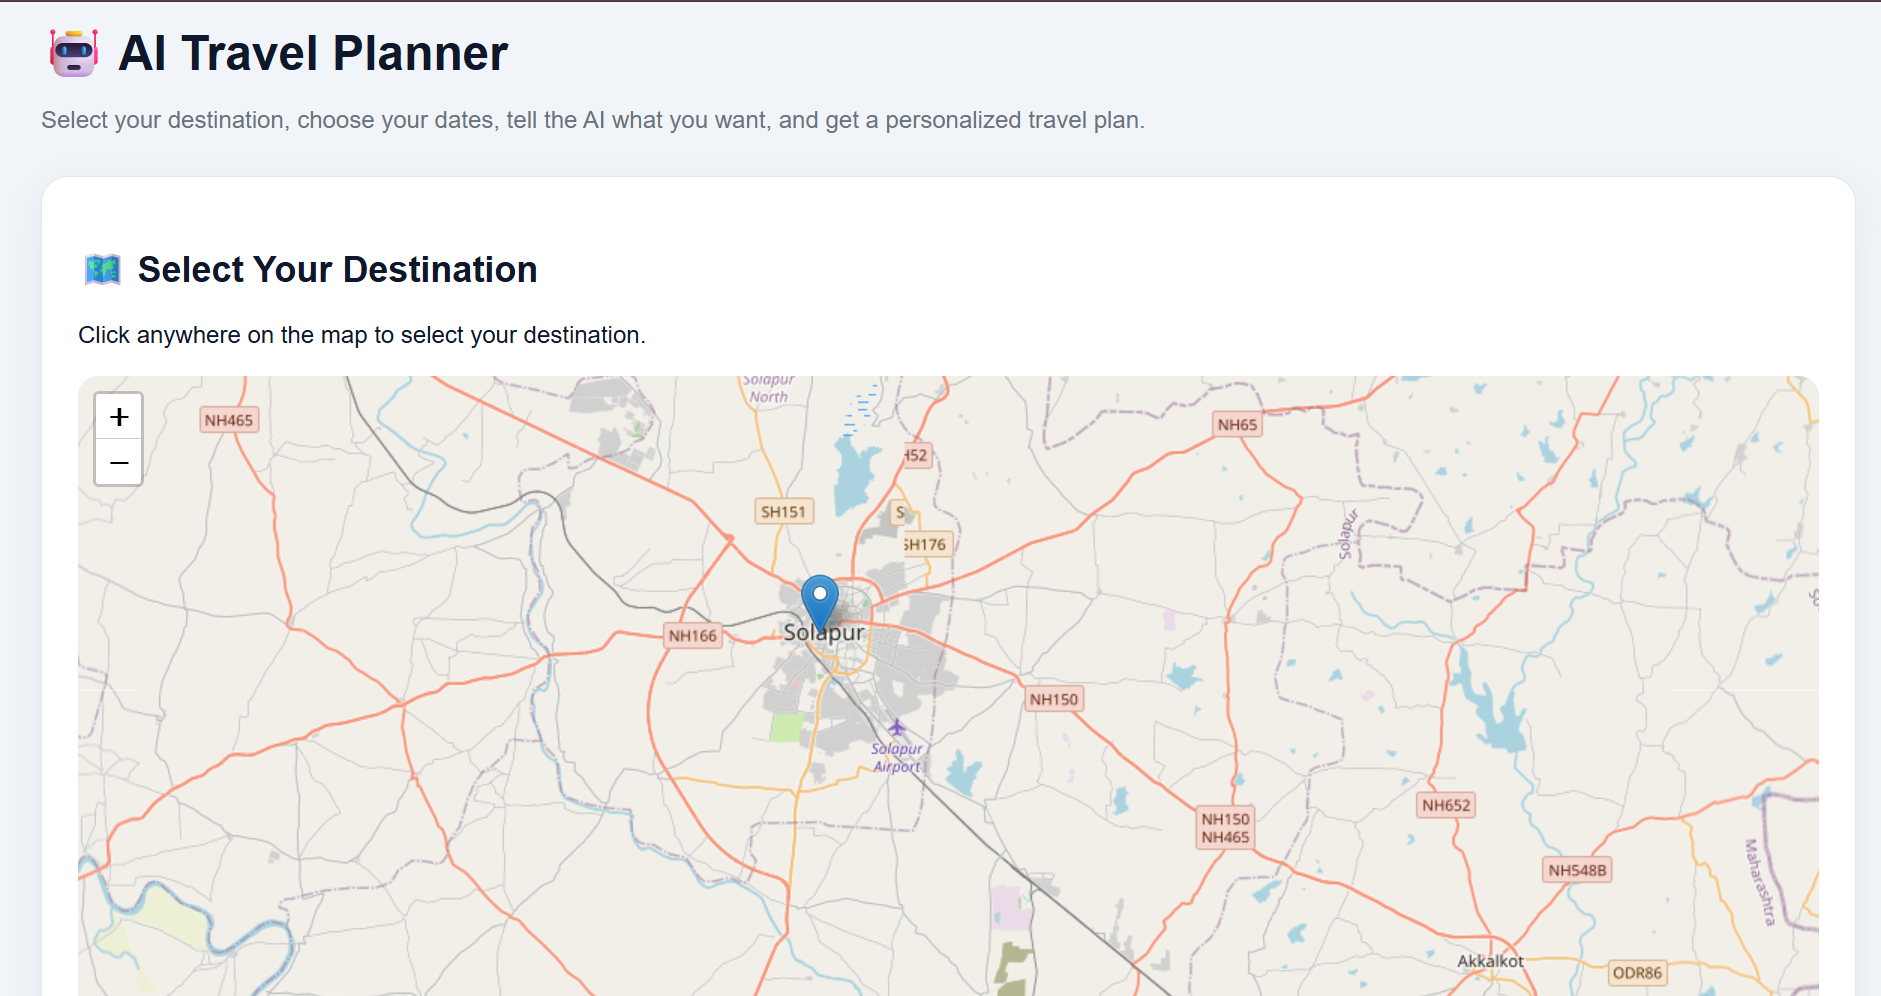 AI Travel Planner
Select your destination, choose your dates, tell the AI what you want, and get a personalized travel plan.
Select Your Destination
Click anywhere on the map to select your destination.
+
−
Solapur
North
NH465
NH65
H52
SH151
S
SH176
Solapur
Solapur
NH166
NH150
Solapur
Airport
NH652
NH150
NH465
NH548B
Maharashtra
Akkalkot
ODR86